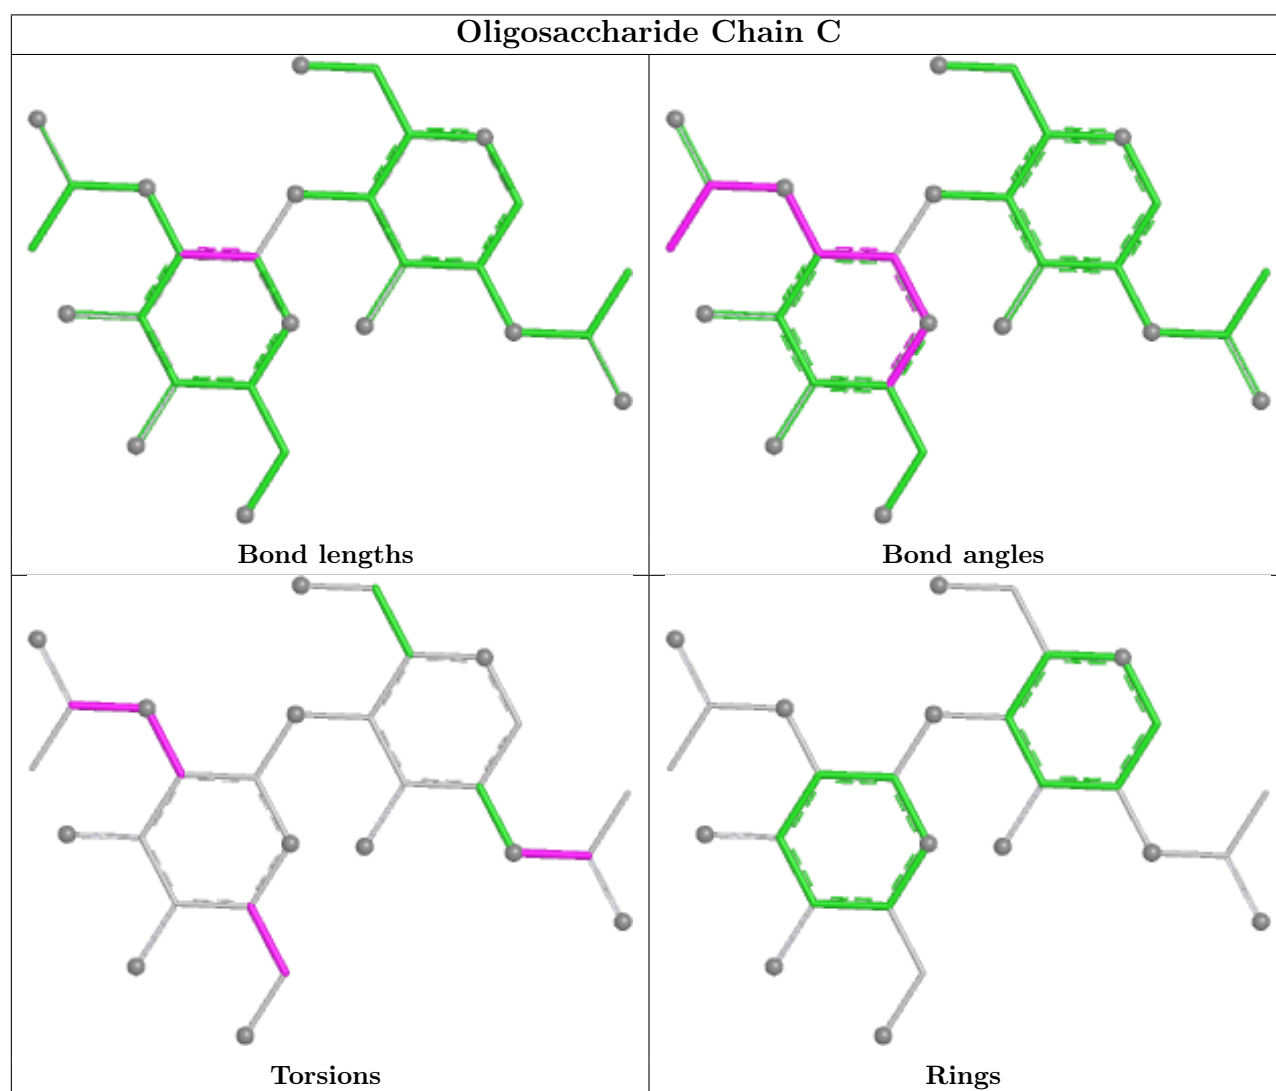 Oligosaccharide Chain C
Bond lengths
Bond angles
Torsions
Rings